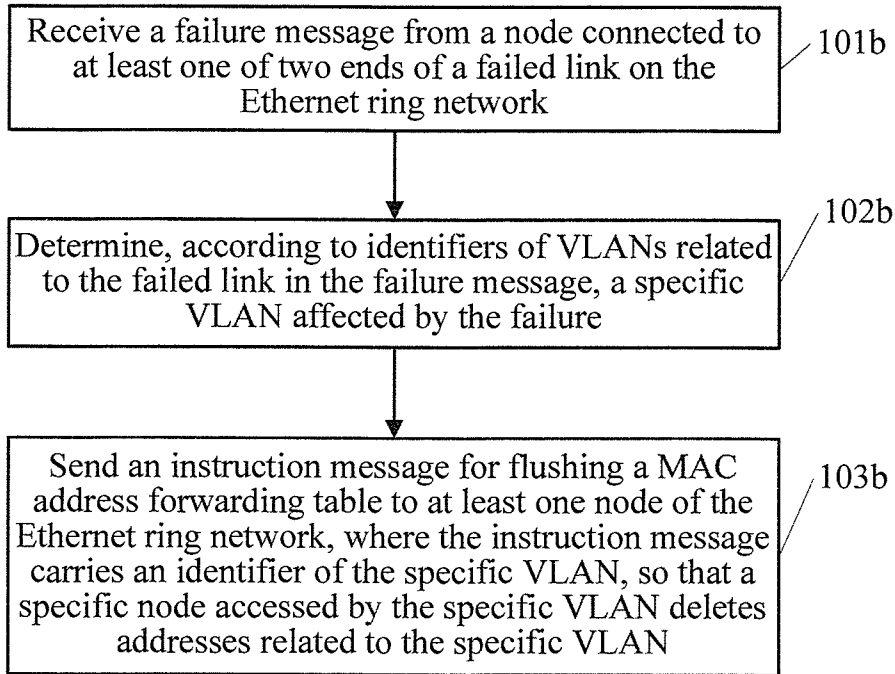 Receive a failure message from a node connected to
at least one of two ends of a failed link on the
Ethernet ring network
101b
Determine, according to identifiers of VLANs related
to the failed link in the failure message, a specific
VLAN affected by the failure
102b
Send an instruction message for flushing a MAC
address forwarding table to at least one node of the
Ethernet ring network, where the instruction message
carries an identifier of the specific VLAN, so that a
specific node accessed by the specific VLAN deletes
addresses related to the specific VLAN
103b